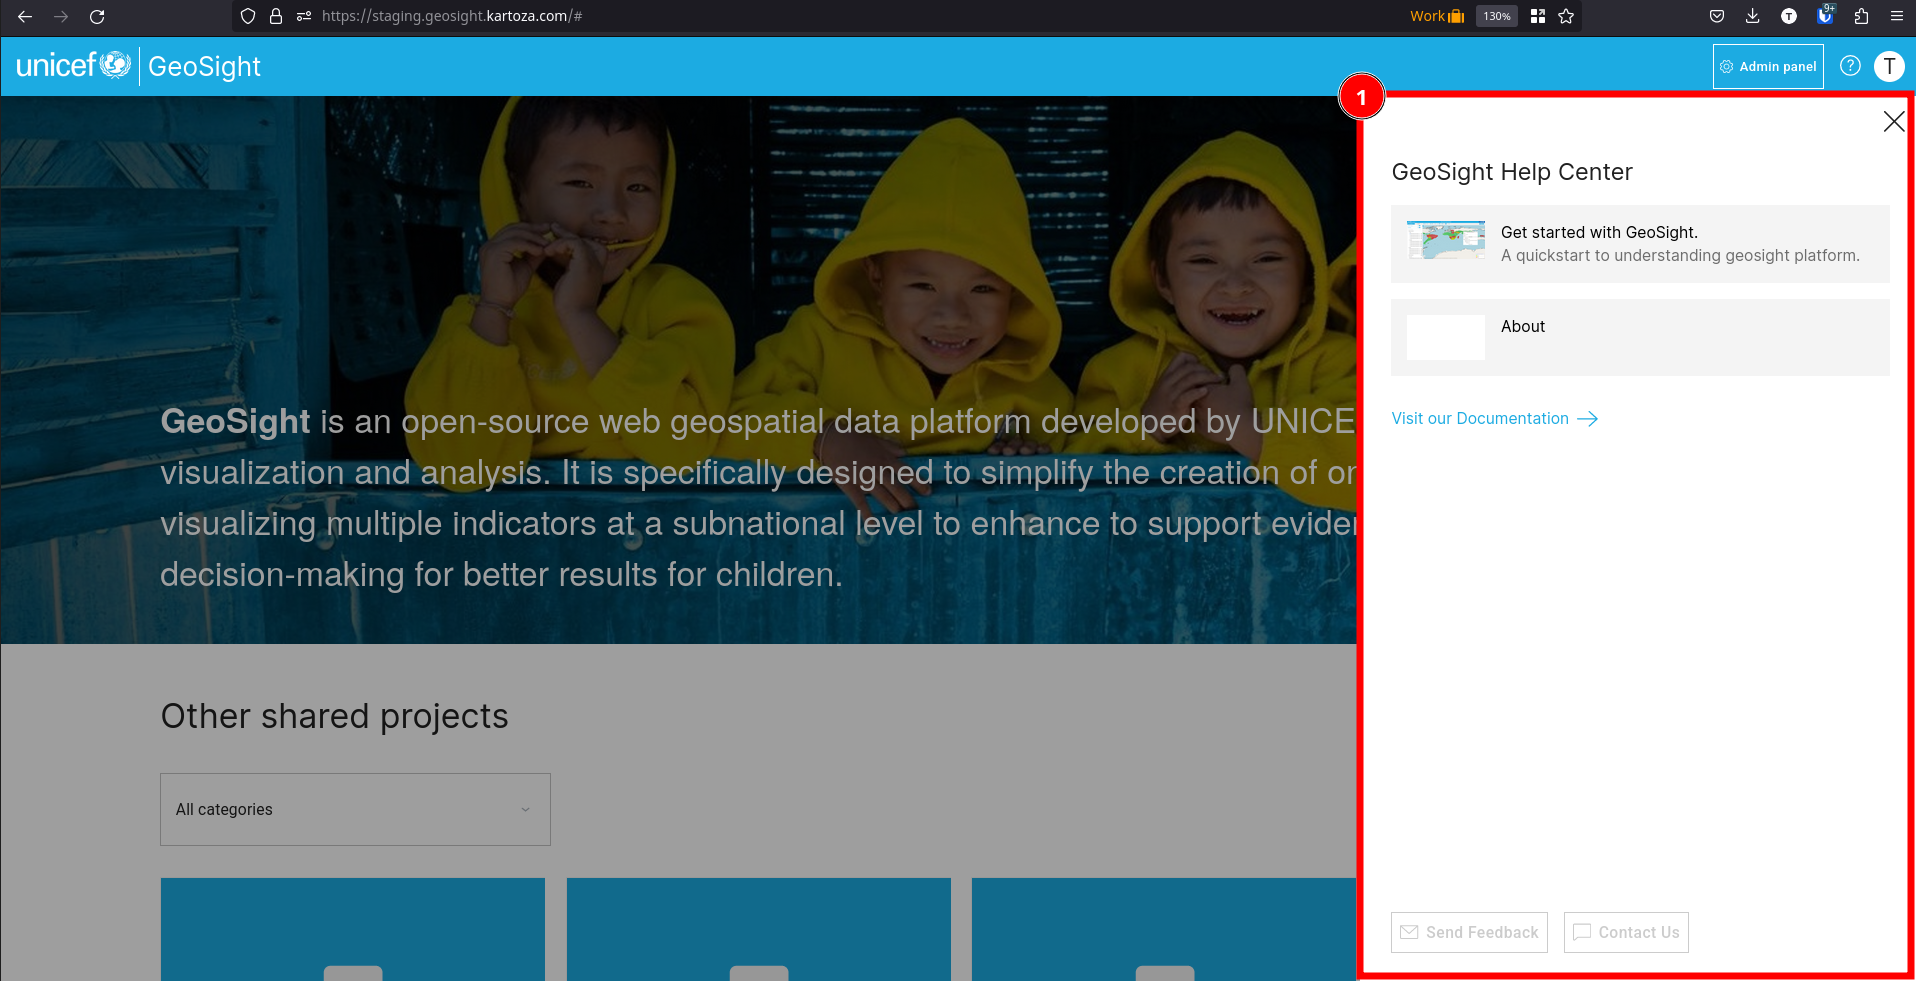 https://staging.geosight.kartoza.com/#
Work
130%
T
9+
unicef
GeoSight
Admin panel
?
T
1
GeoSight Help Center
Get started with GeoSight.
A quickstart to understanding geosight platform.
About
Visit our Documentation
GeoSight is an open-source web geospatial data platform developed by UNICE
visualization and analysis. It is specifically designed to simplify the creation of or
visualizing multiple indicators at a subnational level to enhance to support evider
decision-making for better results for children.
Other shared projects
All categories
Send Feedback
Contact Us